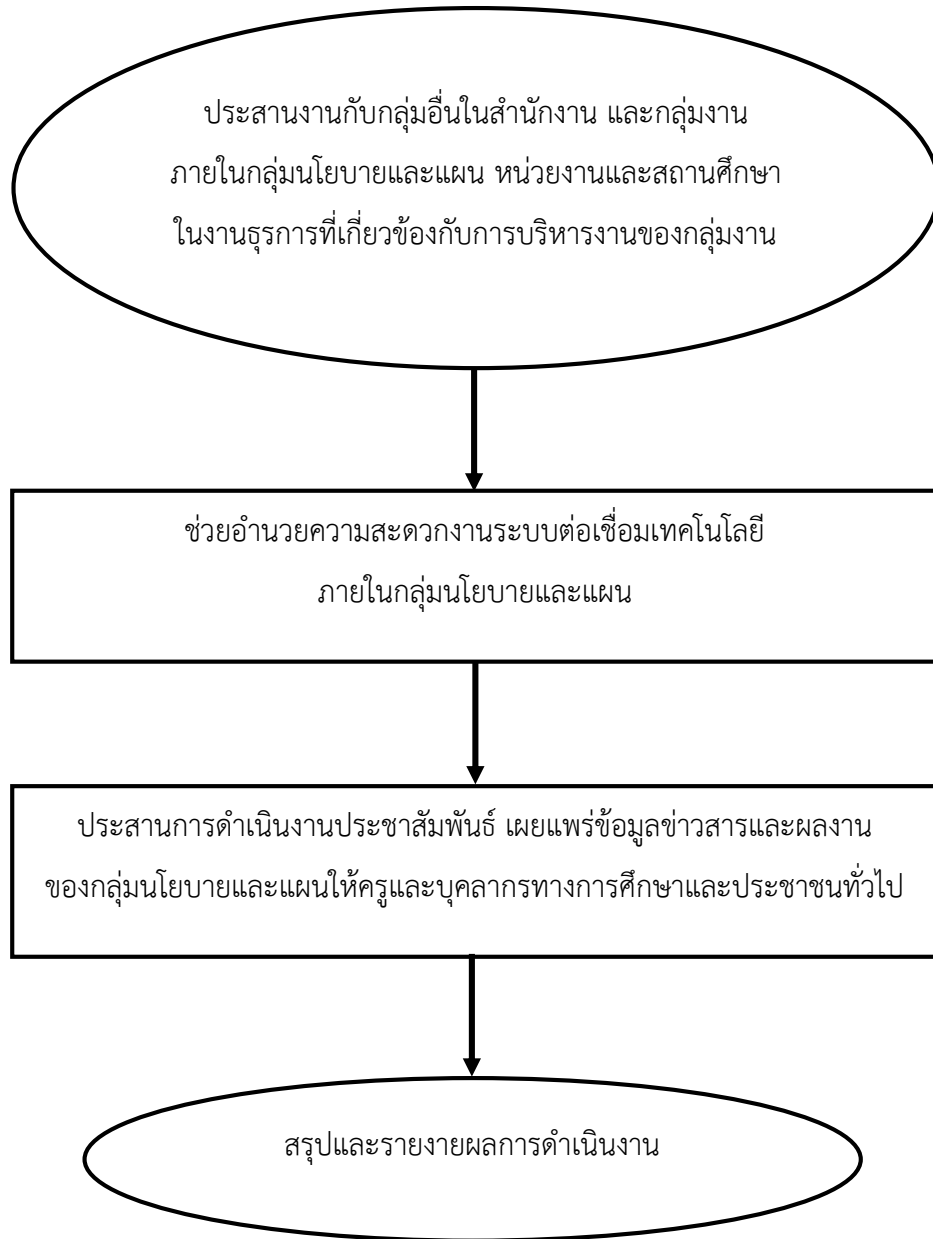 ประสานงานกับกลุ่มอื่นในสำนักงาน และกลุ่มงาน
ภายในกลุ่มนโยบายและแผน หน่วยงานและสถานศึกษา
ในงานธุรการที่เกี่ยวข้องกับการบริหารงานของกลุ่มงาน
ช่วยอำนวยความสะดวกงานระบบต่อเชื่อมเทคโนโลยี
ภายในกลุ่มนโยบายและแผน
ประสานการดำเนินงานประชาสัมพันธ์ เผยแพร่ข้อมูลข่าวสารและผลงาน
ของกลุ่มนโยบายและแผนให้ครูและบุคลากรทางการศึกษาและประชาชนทั่วไป
สรุปและรายงายผลการดำเนินงาน